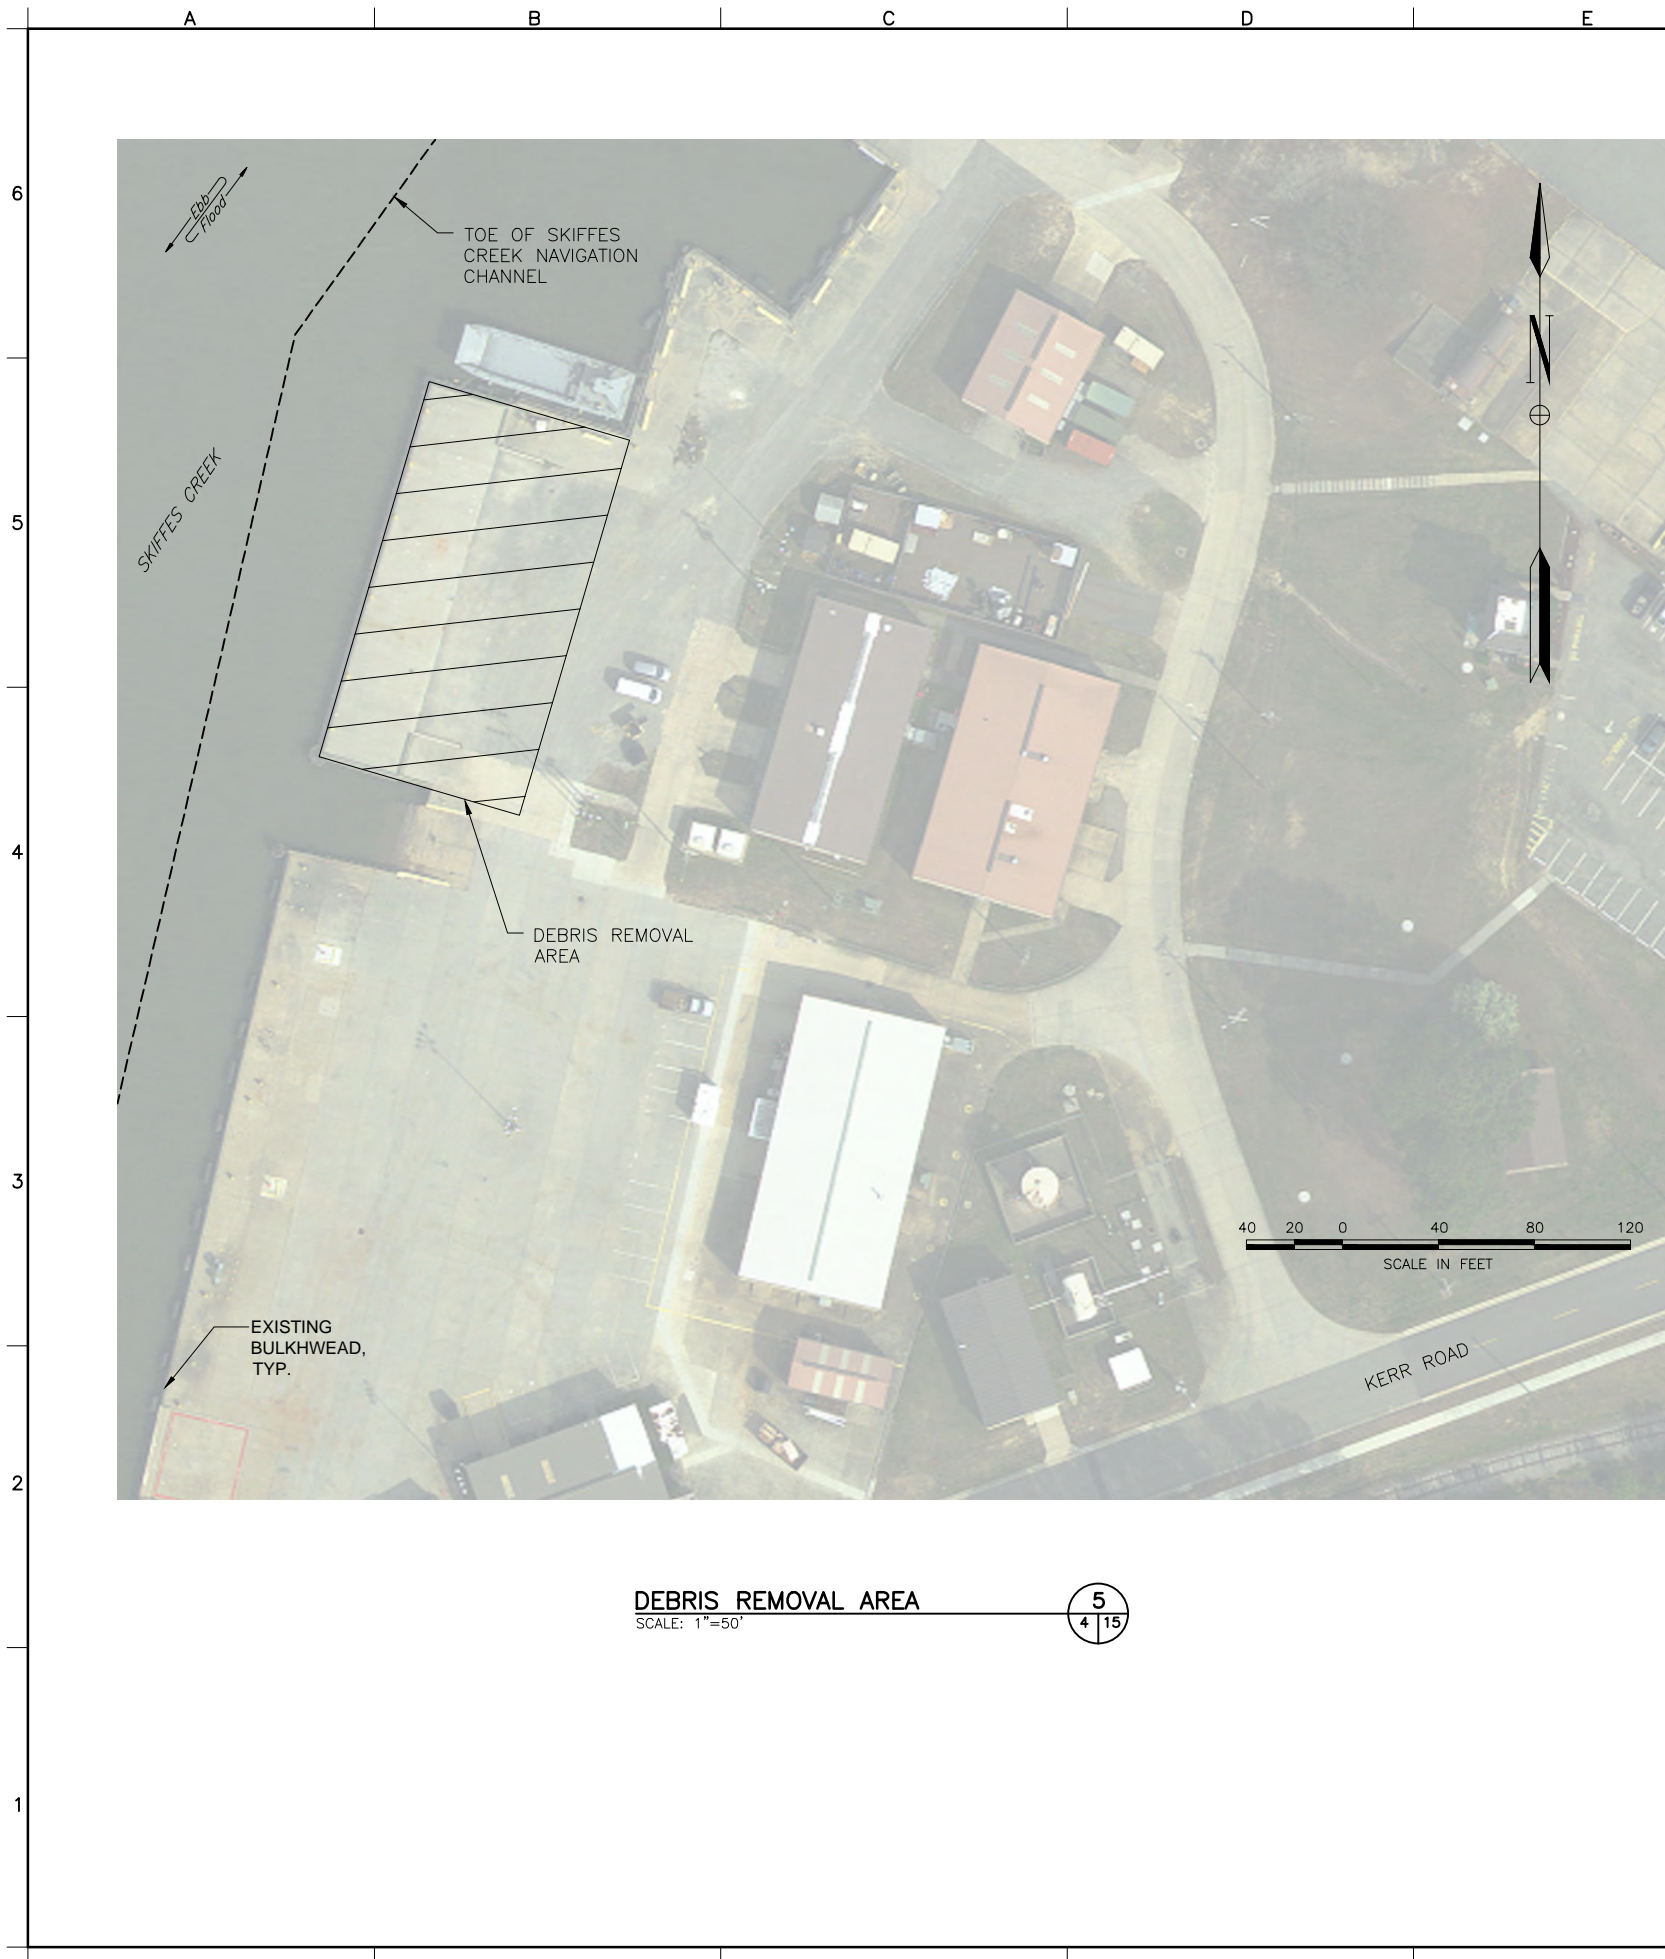 A B C D E
6
Ebb
Flood
TOE OF SKIFFES
CREEK NAVIGATION
CHANNEL
N
SKIFFES CREEK
5
4
DEBRIS REMOVAL
AREA
3
40 20 0 40 80 120
SCALE IN FEET
EXISTING
BULKHWEAD,
TYP.
KERR ROAD
2
DEBRIS REMOVAL AREA
SCALE: 1"=50'
5
4 15
1